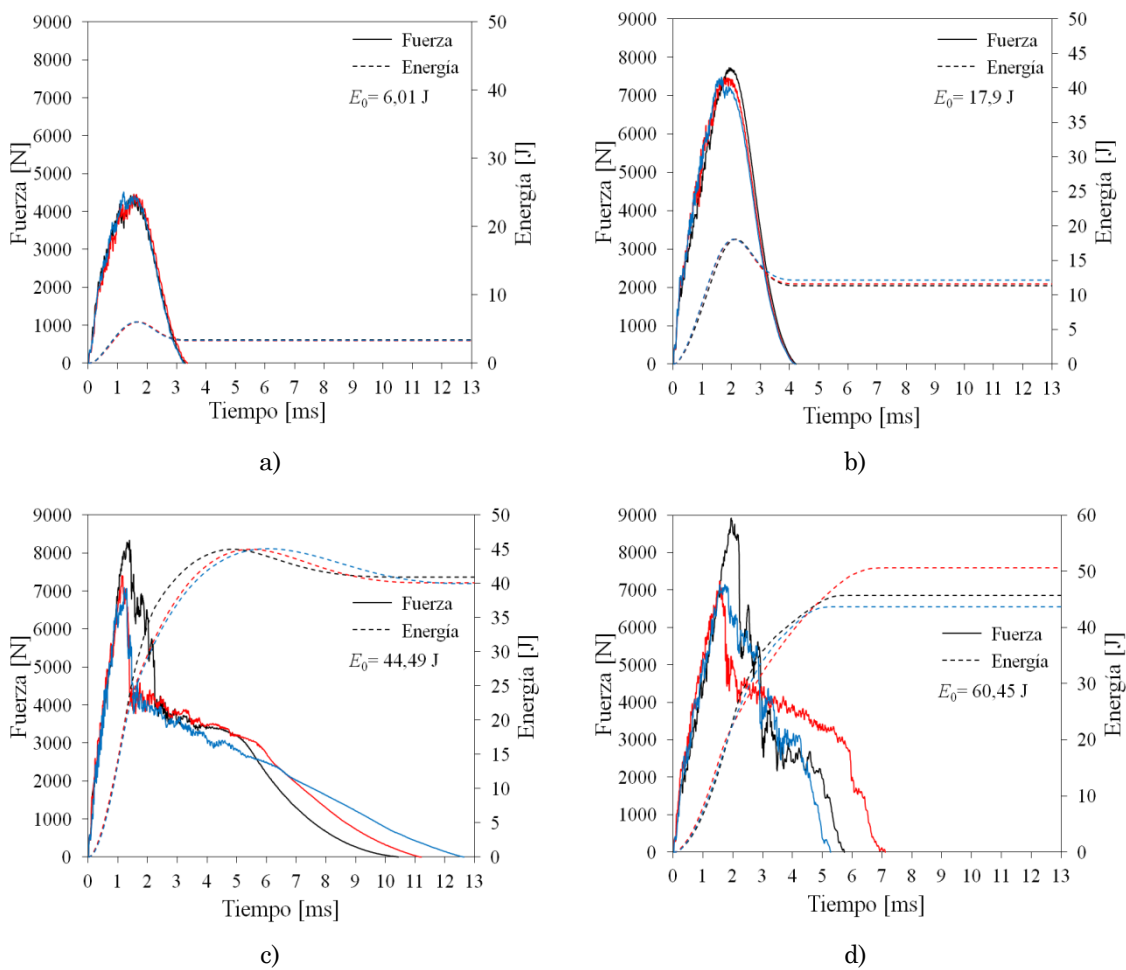 9000
8000
7000
6000
5000
4000
3000
2000
1000
0
Fuerza [N]
50
40
30
20
10
0
Energía [J]
Fuerza
Energía
E0= 6,01 J
0 1 2 3 4 5 6 7 8 9 10 11 12 13
Tiempo [ms]
a)
9000
8000
7000
6000
5000
4000
3000
2000
1000
0
Fuerza [N]
50
45
40
35
30
25
20
15
10
5
0
Energía [J]
Fuerza
Energía
E0= 17,9 J
0 1 2 3 4 5 6 7 8 9 10 11 12 13
Tiempo [ms]
b)
9000
8000
7000
6000
5000
4000
3000
2000
1000
0
Fuerza [N]
50
45
40
35
30
25
20
15
10
5
0
Energía [J]
Fuerza
Energía
E0= 44,49 J
0 1 2 3 4 5 6 7 8 9 10 11 12 13
Tiempo [ms]
c)
9000
8000
7000
6000
5000
4000
3000
2000
1000
0
Fuerza [N]
60
50
40
30
20
10
0
Energía [J]
Fuerza
Energía
E0= 60,45 J
0 1 2 3 4 5 6 7 8 9 10 11 12 13
Tiempo [ms]
d)